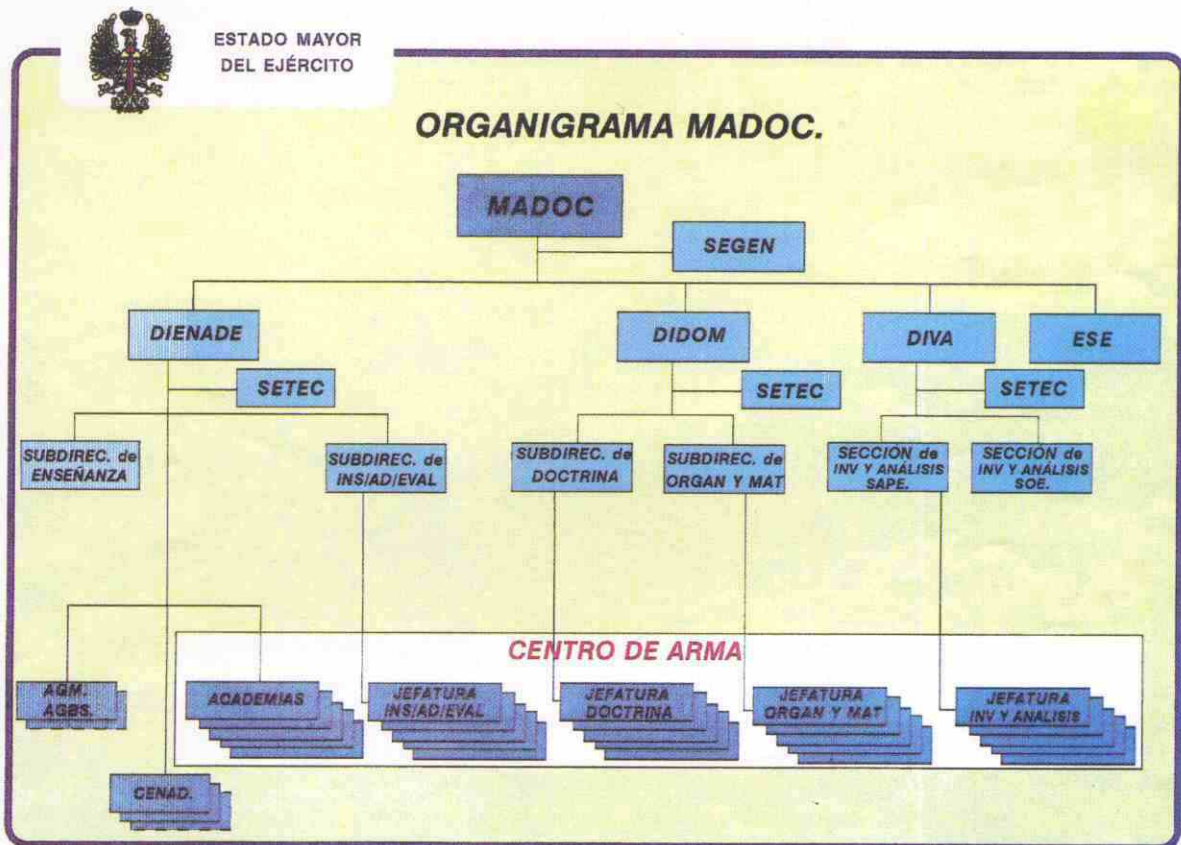 ESTADO MAYOR
DEL EJÉRCITO
ORGANIGRAMA MADOC.
MADOC
SEGEN
DIENADE
DIDOM
DIVA
ESE
SETEC
SETEC
SETEC
SUBDIREC. de
ENSEÑANZA
SUBDIREC. de
INS/AD/EVAL
SUBDIREC. de
DOCTRINA
SUBDIREC. de
ORGAN Y MAT
SECCIÓN de
INV Y ANÁLISIS
SAPE.
SECCIÓN de
INV Y ANÁLISIS
SOE.
CENTRO DE ARMA
AGM.
AGBS.
ACADEMIAS
JEFATURA
INS/AD/EVAL
JEFATURA
DOCTRINA
JEFATURA
ORGAN Y MAT
JEFATURA
INV Y ANÁLISIS
CENAD.